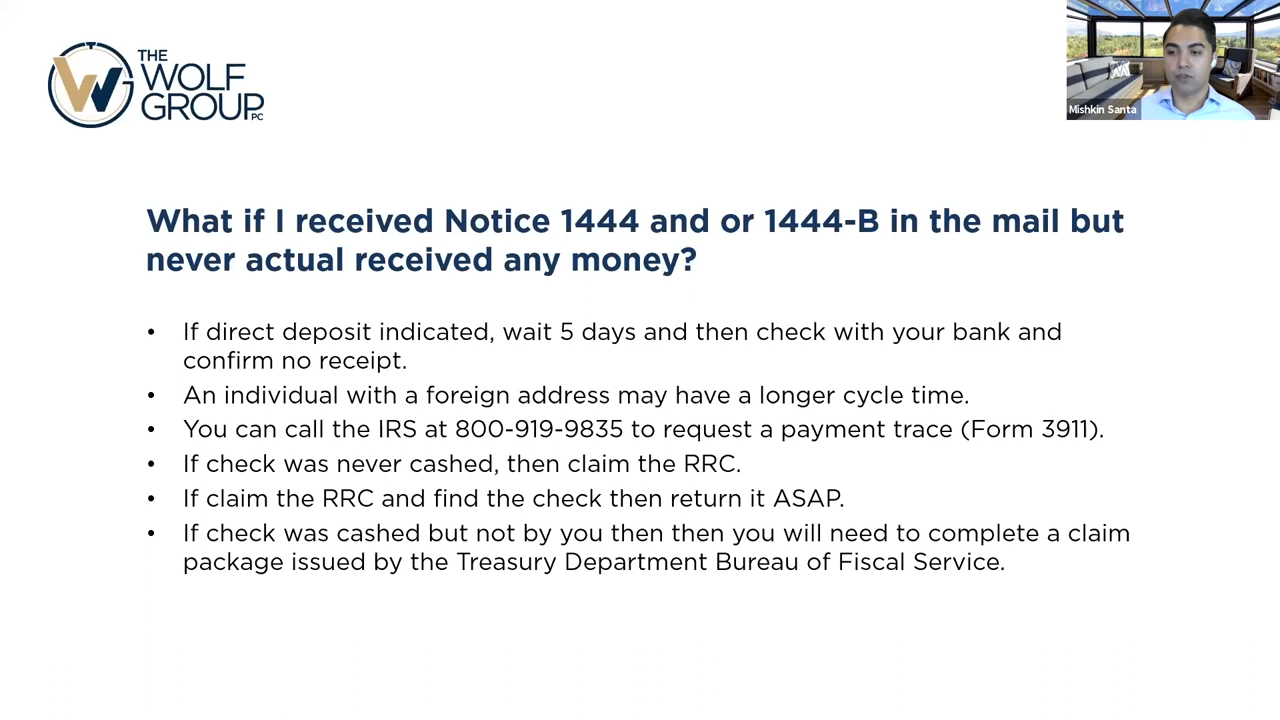 THE
WOLF
GROUP PC
Mishkin Santa
What if I received Notice 1444 and or 1444-B in the mail but
never actual received any money?
• If direct deposit indicated, wait 5 days and then check with your bank and
confirm no receipt.
• An individual with a foreign address may have a longer cycle time.
• You can call the IRS at 800-919-9835 to request a payment trace (Form 3911).
• If check was never cashed, then claim the RRC.
• If claim the RRC and find the check then return it ASAP.
• If check was cashed but not by you then then you will need to complete a claim
package issued by the Treasury Department Bureau of Fiscal Service.